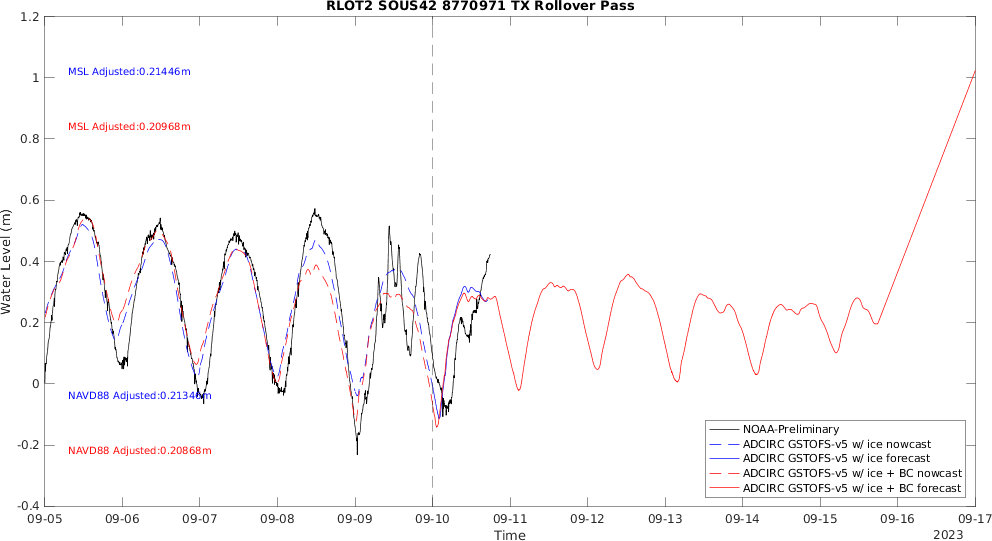 RLOT2 SOUS42 8770971 TX Rollover Pass
1.2
1
0.8
0.6
0.4
0.2
0
-0.2
-0.4
Water Level (m)
MSL Adjusted:0.21446m
MSL Adjusted:0.20968m
NAVD88 Adjusted:0.21346m
NAVD88 Adjusted:0.20868m
NOAA-Preliminary
ADCIRC GSTOFS-v5 w/ ice nowcast
ADCIRC GSTOFS-v5 w/ ice forecast
ADCIRC GSTOFS-v5 w/ ice + BC nowcast
ADCIRC GSTOFS-v5 w/ ice + BC forecast
09-05 09-06 09-07 09-08 09-09 09-10 09-11 09-12 09-13 09-14 09-15 09-16 09-17
Time
2023